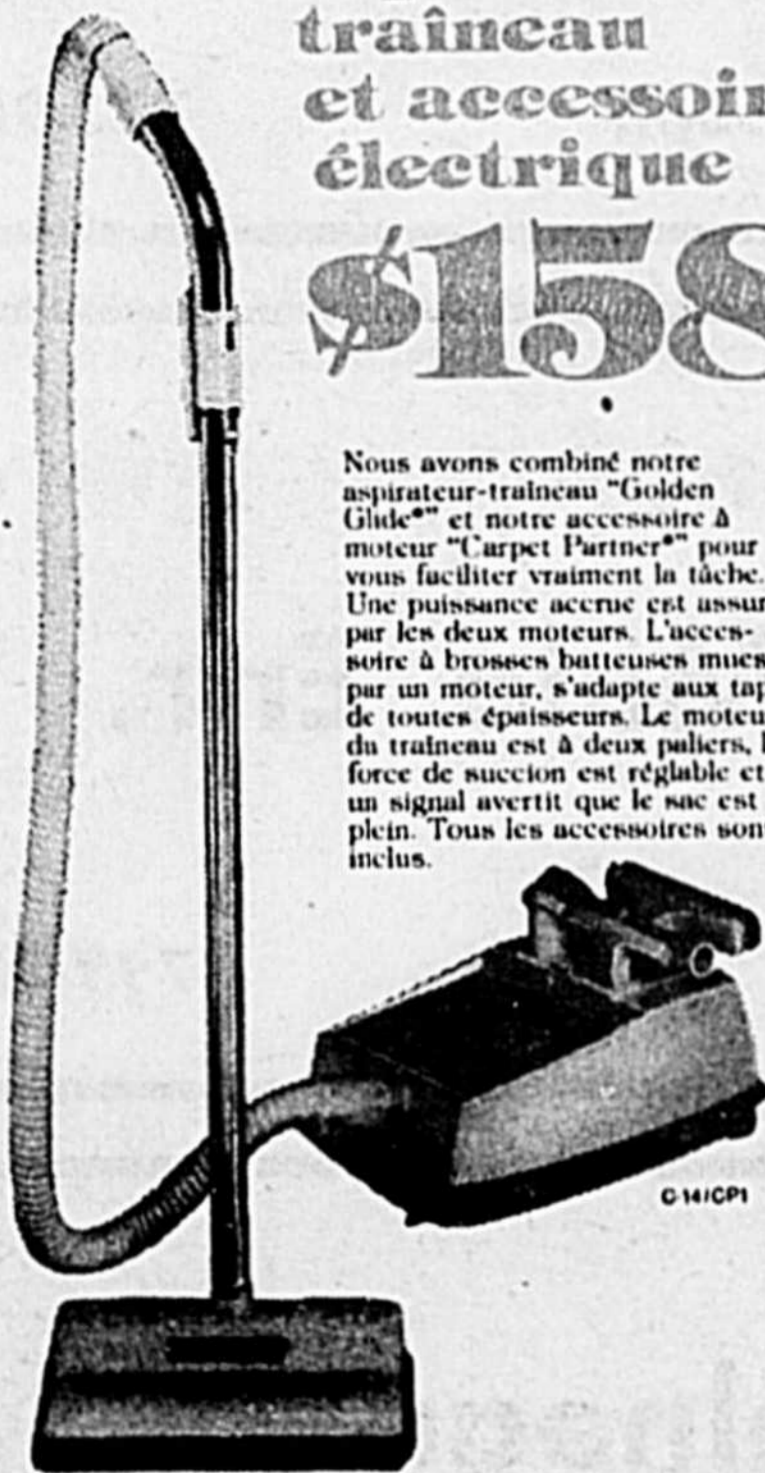 traîneau
et accessoir
électrique
$158
Nous avons combiné notre
aspirateur-traîneau "Golden
Glide*" et notre accessoire à
moteur "Carpet Partner*" pour
vous faciliter vraiment la tâche.
Une puissance accrue est assur
par les deux moteurs. L'acces-
soire à brosses batteuses mues
par un moteur, s'adapte aux tap
de toutes épaisseurs. Le moteu
du traîneau est à deux paliers, l
force de succion est réglable et
un signal avertit que le sac est
plein. Tous les accessoires son
inclus.
C-14/CP1